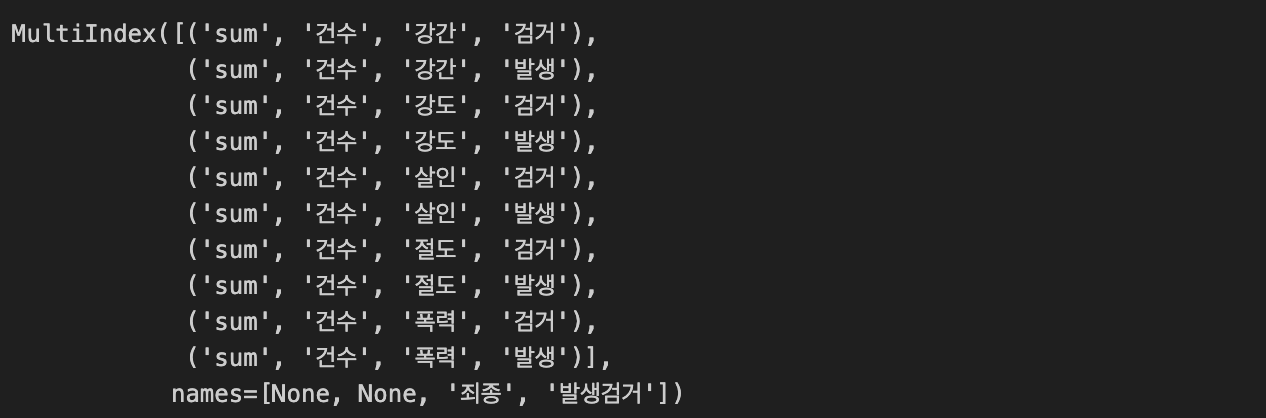 MultiIndex([('sum', '건수', '강간', '검거'),
            ('sum', '건수', '강간', '발생'),
            ('sum', '건수', '강도', '검거'),
            ('sum', '건수', '강도', '발생'),
            ('sum', '건수', '살인', '검거'),
            ('sum', '건수', '살인', '발생'),
            ('sum', '건수', '절도', '검거'),
            ('sum', '건수', '절도', '발생'),
            ('sum', '건수', '폭력', '검거'),
            ('sum', '건수', '폭력', '발생')],
           names=[None, None, '죄종', '발생검거'])